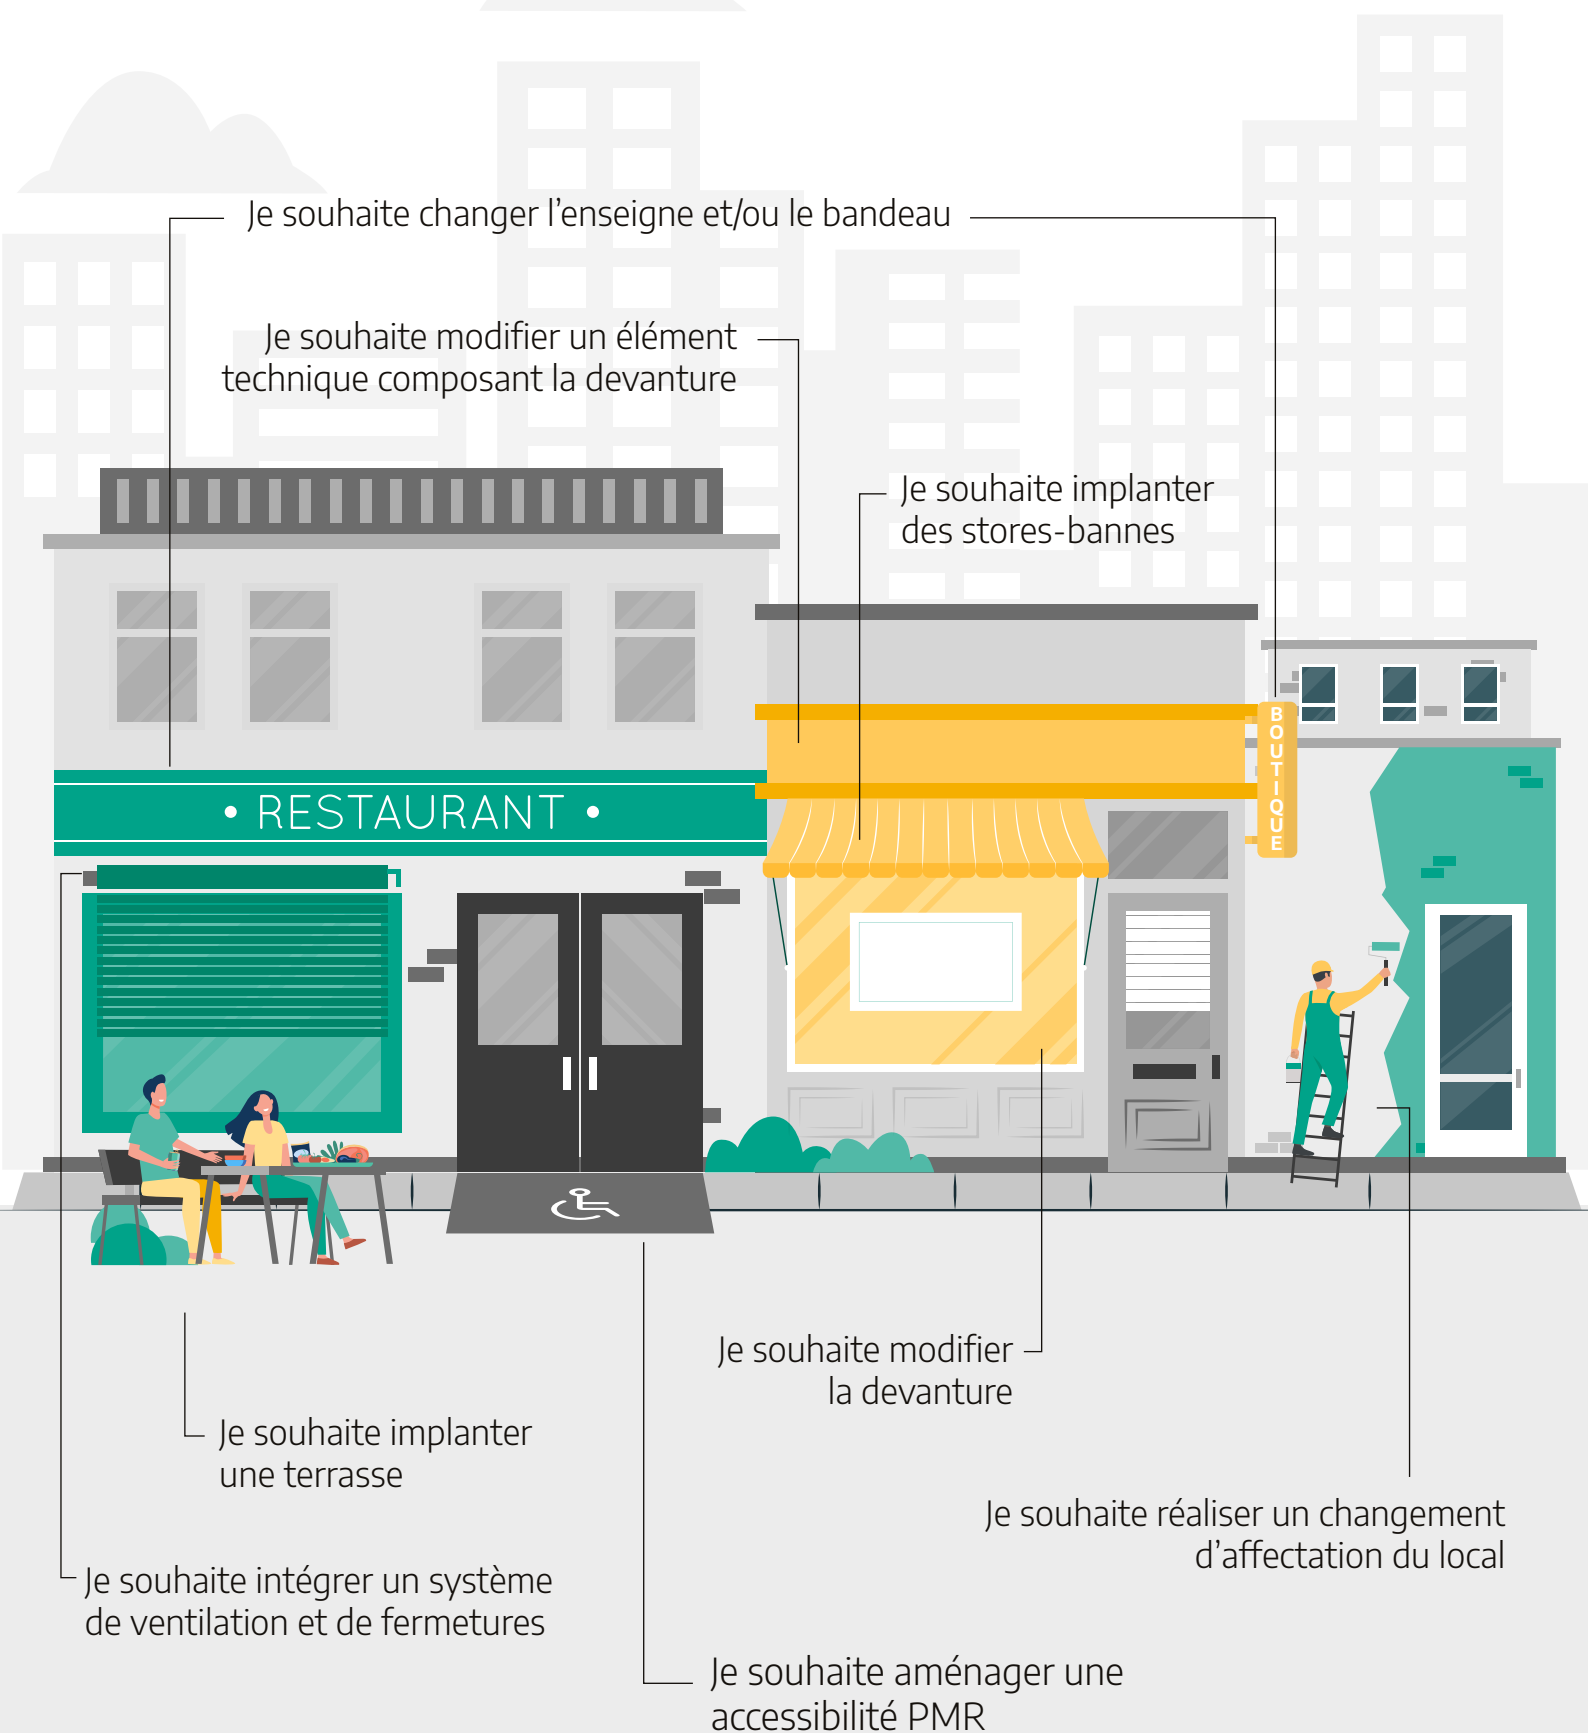 Je souhaite changer l’enseigne et/ou le bandeau
Je souhaite modifier un élément
technique composant la devanture
Je souhaite implanter
des stores-bannes
BOUTIQUE
• RESTAURANT •
Je souhaite modifier
la devanture
Je souhaite implanter
une terrasse
Je souhaite réaliser un changement
d’affectation du local
Je souhaite intégrer un système
de ventilation et de fermetures
Je souhaite aménager une
accessibilité PMR